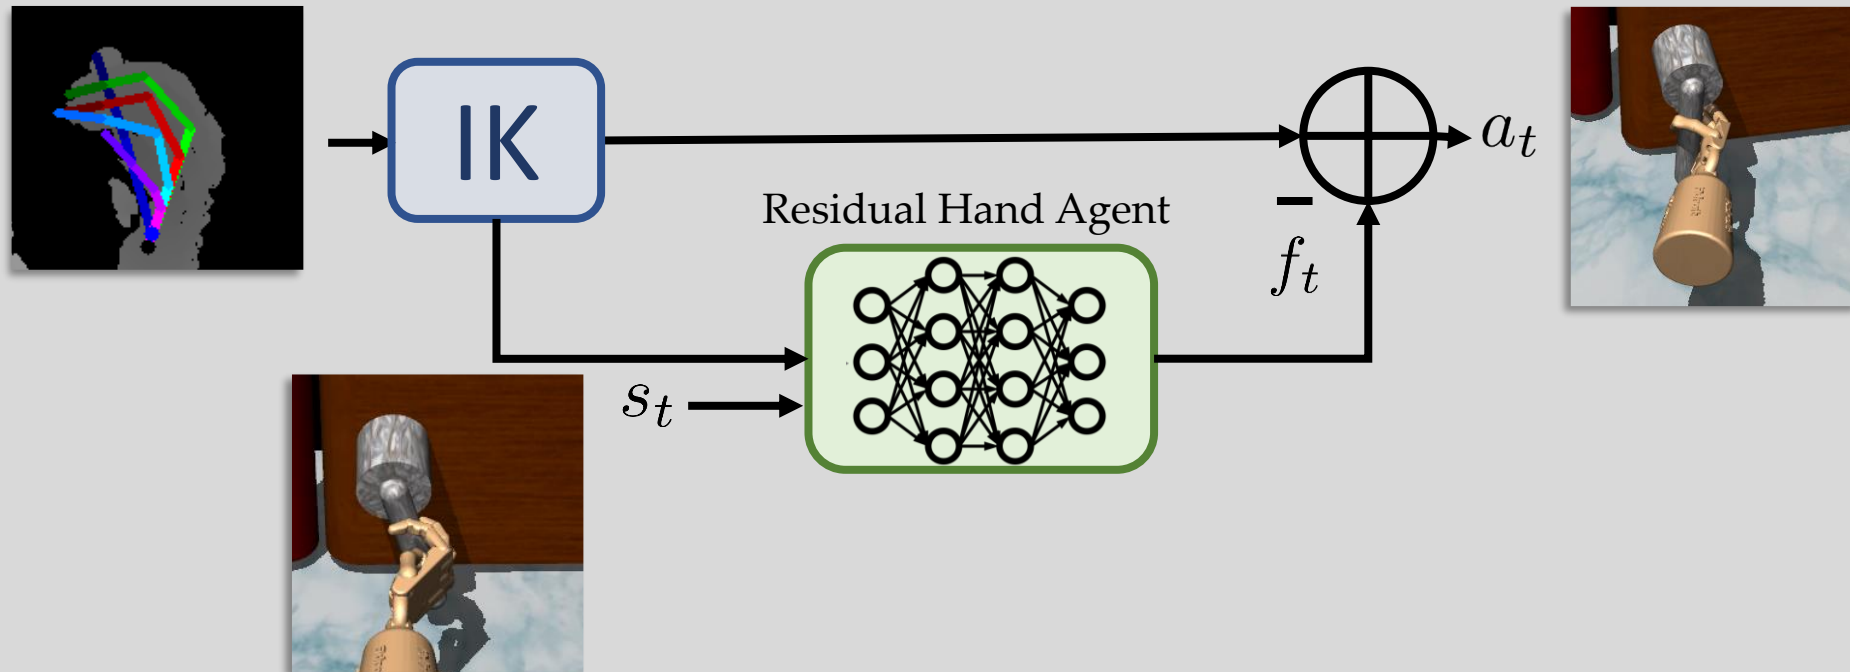 IK
a_t
Residual Hand Agent
− f_t
s_t